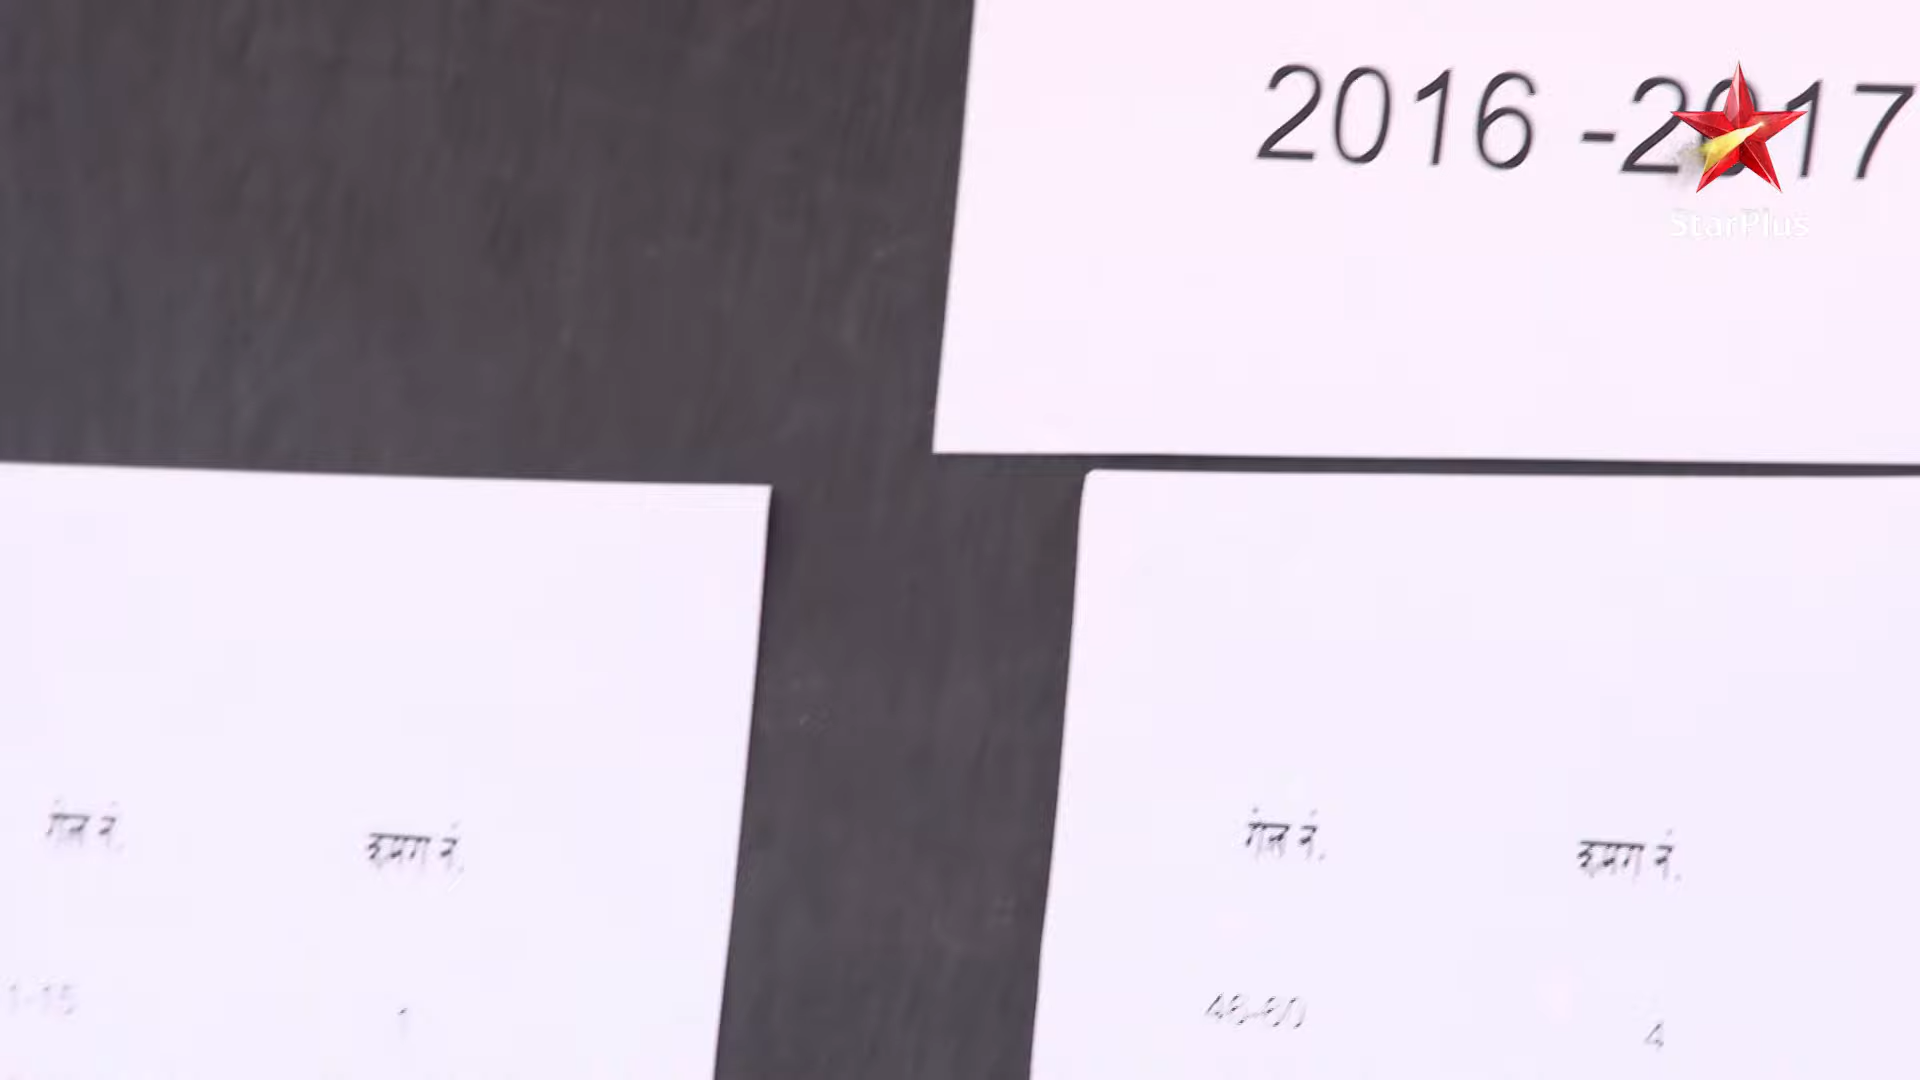 2016 -2017
StarPlus
रोल नं.
कमरा नं.
1-15
1
रोल नं.
कमरा नं.
4